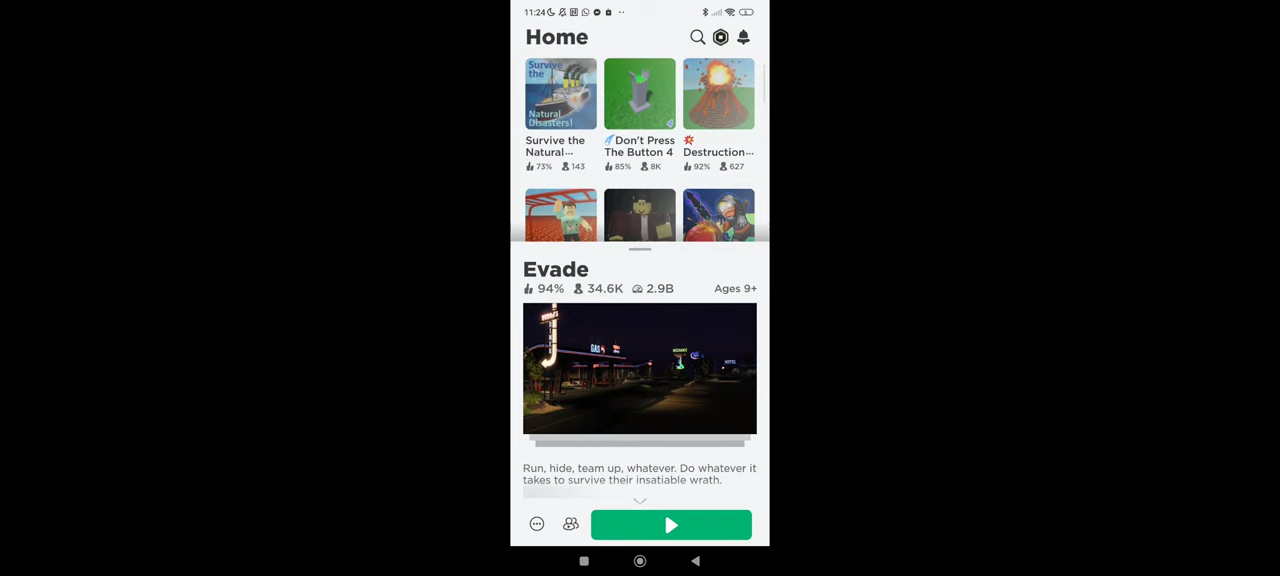 11:24
Home
Survive
the
Natural
Disasters!
Survive the
Natural...
73% 143
Don't Press
The Button 4
85% 8K
Destruction...
92% 627
Evade
94% 34.6K 2.9B Ages 9+
GAS
MOTEL
Run, hide, team up, whatever. Do whatever it
takes to survive their insatiable wrath.